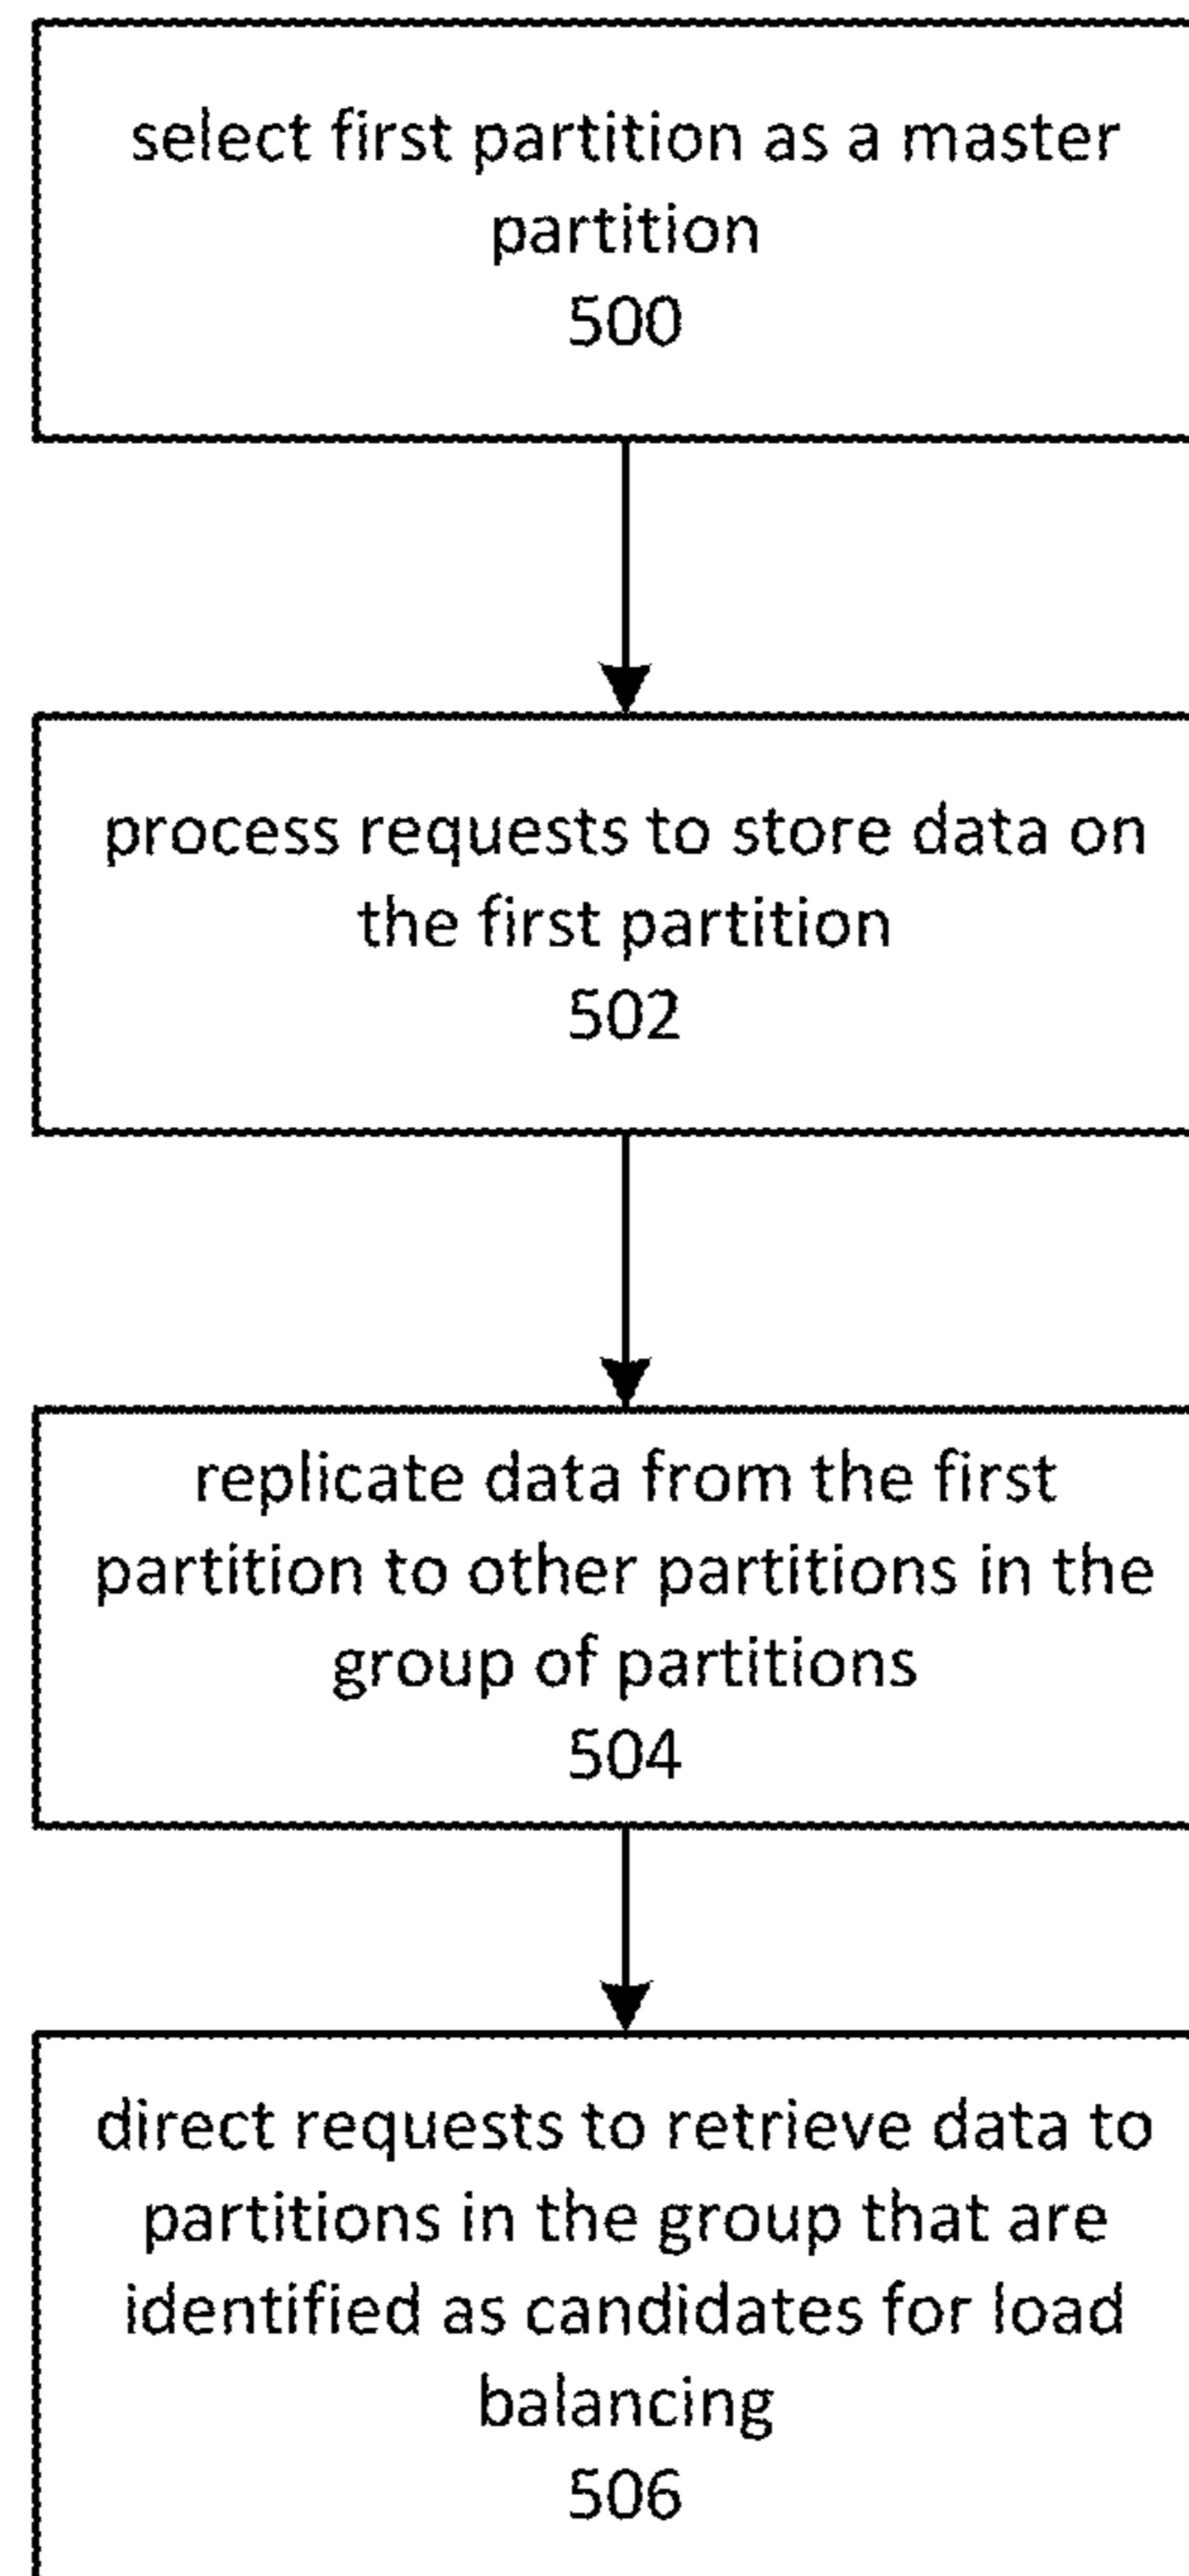 select first partition as a master
partition
500
process requests to store data on
the first partition
502
replicate data from the first
partition to other partitions in the
group of partitions
504
direct requests to retrieve data to
partitions in the group that are
identified as candidates for load
balancing
506